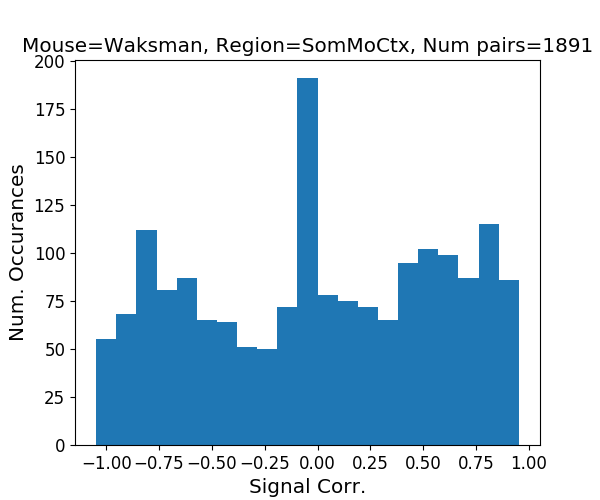 Mouse=Waksman, Region=SomMoCtx, Num pairs=1891
200
175
150
125
100
75
50
25
0
Num. Occurances
−1.00 −0.75 −0.50 −0.25 0.00 0.25 0.50 0.75 1.00
Signal Corr.